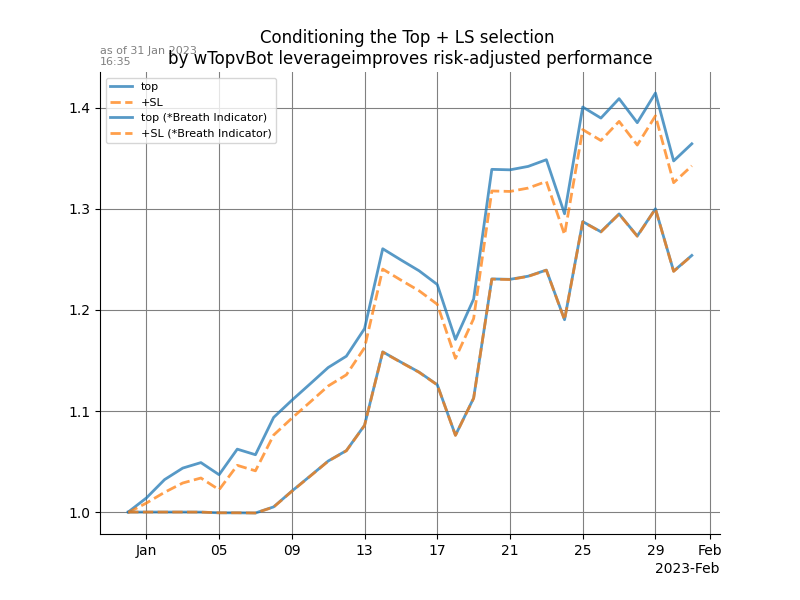 Conditioning the Top + LS selection
by wTopvBot leverageimproves risk-adjusted performance
as of 31 Jan 2023
16:35
top
+SL
top (*Breath Indicator)
+SL (*Breath Indicator)
1.4
1.3
1.2
1.1
1.0
Jan 05 09 13 17 21 25 29 Feb
2023-Feb